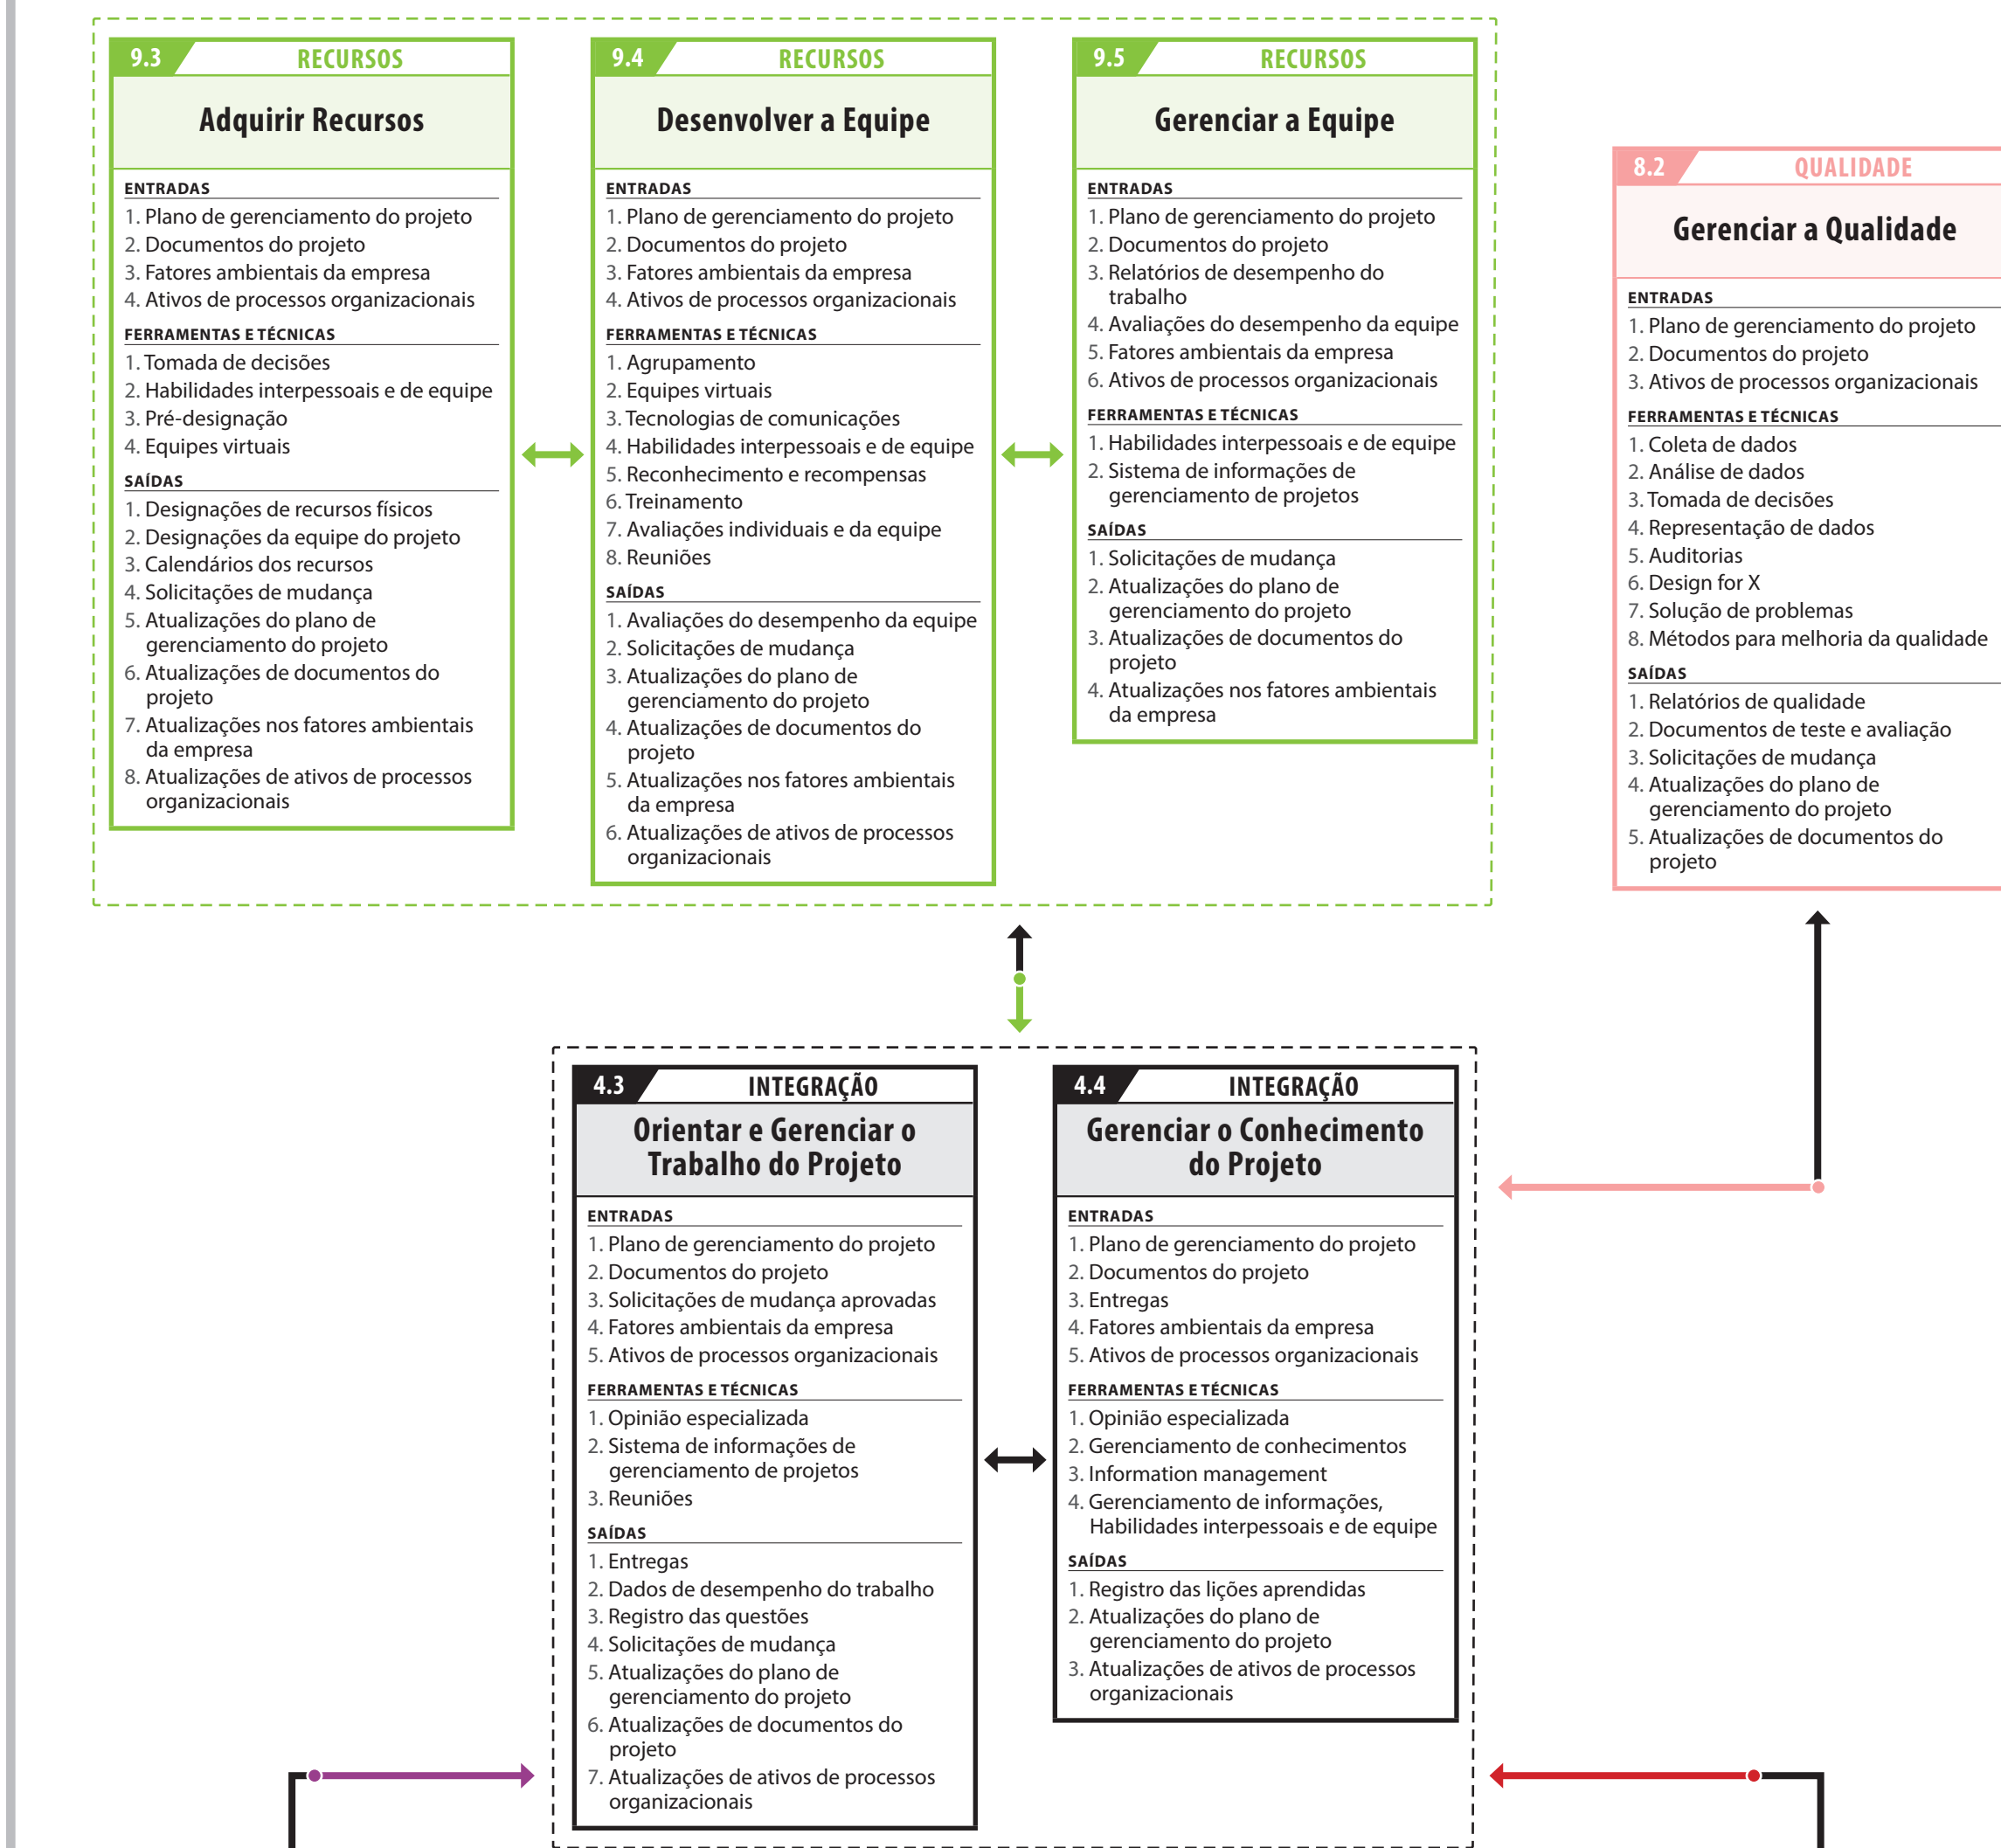 9.3 RECURSOS
Adquirir Recursos
ENTRADAS
1. Plano de gerenciamento do projeto
2. Documentos do projeto
3. Fatores ambientais da empresa
4. Ativos de processos organizacionais
FERRAMENTAS E TÉCNICAS
1. Tomada de decisões
2. Habilidades interpessoais e de equipe
3. Pré-designação
4. Equipes virtuais
SAÍDAS
1. Designações de recursos físicos
2. Designações da equipe do projeto
3. Calendários dos recursos
4. Solicitações de mudança
5. Atualizações do plano de
gerenciamento do projeto
6. Atualizações de documentos do
projeto
7. Atualizações nos fatores ambientais
da empresa
8. Atualizações de ativos de processos
organizacionais
9.4 RECURSOS
Desenvolver a Equipe
ENTRADAS
1. Plano de gerenciamento do projeto
2. Documentos do projeto
3. Fatores ambientais da empresa
4. Ativos de processos organizacionais
FERRAMENTAS E TÉCNICAS
1. Agrupamento
2. Equipes virtuais
3. Tecnologias de comunicações
4. Habilidades interpessoais e de equipe
5. Reconhecimento e recompensas
6. Treinamento
7. Avaliações individuais e da equipe
8. Reuniões
SAÍDAS
1. Avaliações do desempenho da equipe
2. Solicitações de mudança
3. Atualizações do plano de
gerenciamento do projeto
4. Atualizações de documentos do
projeto
5. Atualizações nos fatores ambientais
da empresa
6. Atualizações de ativos de processos
organizacionais
9.5 RECURSOS
Gerenciar a Equipe
ENTRADAS
1. Plano de gerenciamento do projeto
2. Documentos do projeto
3. Relatórios de desempenho do
trabalho
4. Avaliações do desempenho da equipe
5. Fatores ambientais da empresa
6. Ativos de processos organizacionais
FERRAMENTAS E TÉCNICAS
1. Habilidades interpessoais e de equipe
2. Sistema de informações de
gerenciamento de projetos
SAÍDAS
1. Solicitações de mudança
2. Atualizações do plano de
gerenciamento do projeto
3. Atualizações de documentos do
projeto
4. Atualizações nos fatores ambientais
da empresa
8.2 QUALIDADE
Gerenciar a Qualidade
ENTRADAS
1. Plano de gerenciamento do projeto
2. Documentos do projeto
3. Ativos de processos organizacionais
FERRAMENTAS E TÉCNICAS
1. Coleta de dados
2. Análise de dados
3. Tomada de decisões
4. Representação de dados
5. Auditorias
6. Design for X
7. Solução de problemas
8. Métodos para melhoria da qualidade
SAÍDAS
1. Relatórios de qualidade
2. Documentos de teste e avaliação
3. Solicitações de mudança
4. Atualizações do plano de
gerenciamento do projeto
5. Atualizações de documentos do
projeto
4.3 INTEGRAÇÃO
Orientar e Gerenciar o
Trabalho do Projeto
ENTRADAS
1. Plano de gerenciamento do projeto
2. Documentos do projeto
3. Solicitações de mudança aprovadas
4. Fatores ambientais da empresa
5. Ativos de processos organizacionais
FERRAMENTAS E TÉCNICAS
1. Opinião especializada
2. Sistema de informações de
gerenciamento de projetos
3. Reuniões
SAÍDAS
1. Entregas
2. Dados de desempenho do trabalho
3. Registro das questões
4. Solicitações de mudança
5. Atualizações do plano de
gerenciamento do projeto
6. Atualizações de documentos do
projeto
7. Atualizações de ativos de processos
organizacionais
4.4 INTEGRAÇÃO
Gerenciar o Conhecimento
do Projeto
ENTRADAS
1. Plano de gerenciamento do projeto
2. Documentos do projeto
3. Entregas
4. Fatores ambientais da empresa
5. Ativos de processos organizacionais
FERRAMENTAS E TÉCNICAS
1. Opinião especializada
2. Gerenciamento de conhecimentos
3. Information management
4. Gerenciamento de informações,
Habilidades interpessoais e de equipe
SAÍDAS
1. Registro das lições aprendidas
2. Atualizações do plano de
gerenciamento do projeto
3. Atualizações de ativos de processos
organizacionais